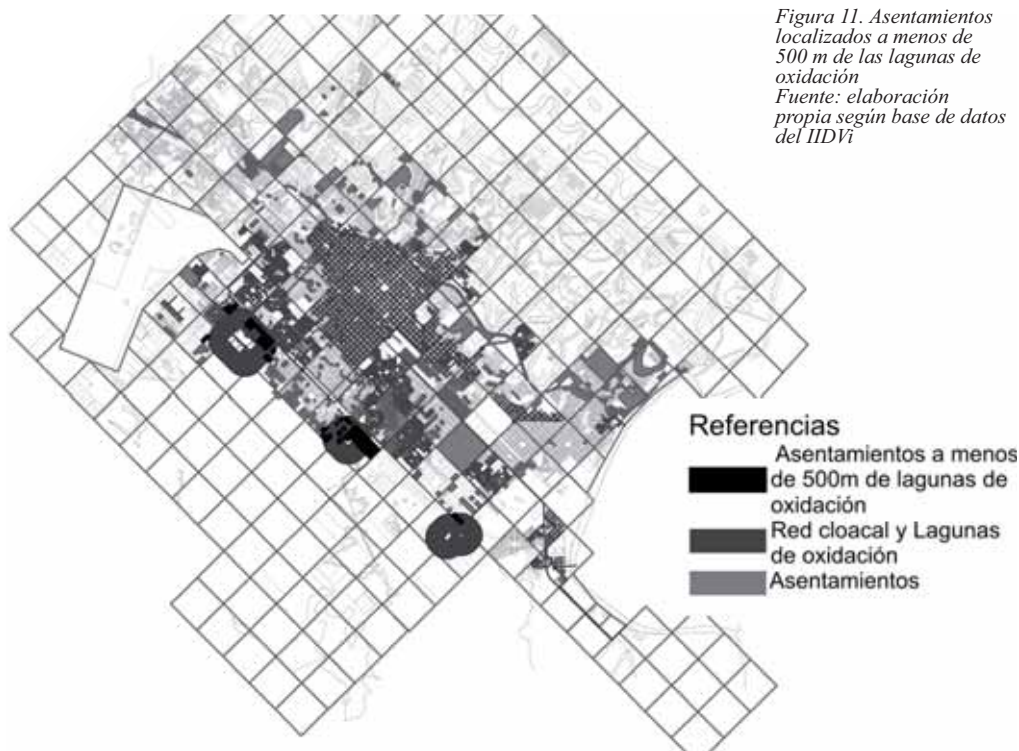 Figura 11. Asentamientos
localizados a menos de
500 m de las lagunas de
oxidación
Fuente: elaboración
propia según base de datos
del IIDVi
Referencias
Asentamientos a menos
de 500m de lagunas de
oxidación
Red cloacal y Lagunas
de oxidación
Asentamientos